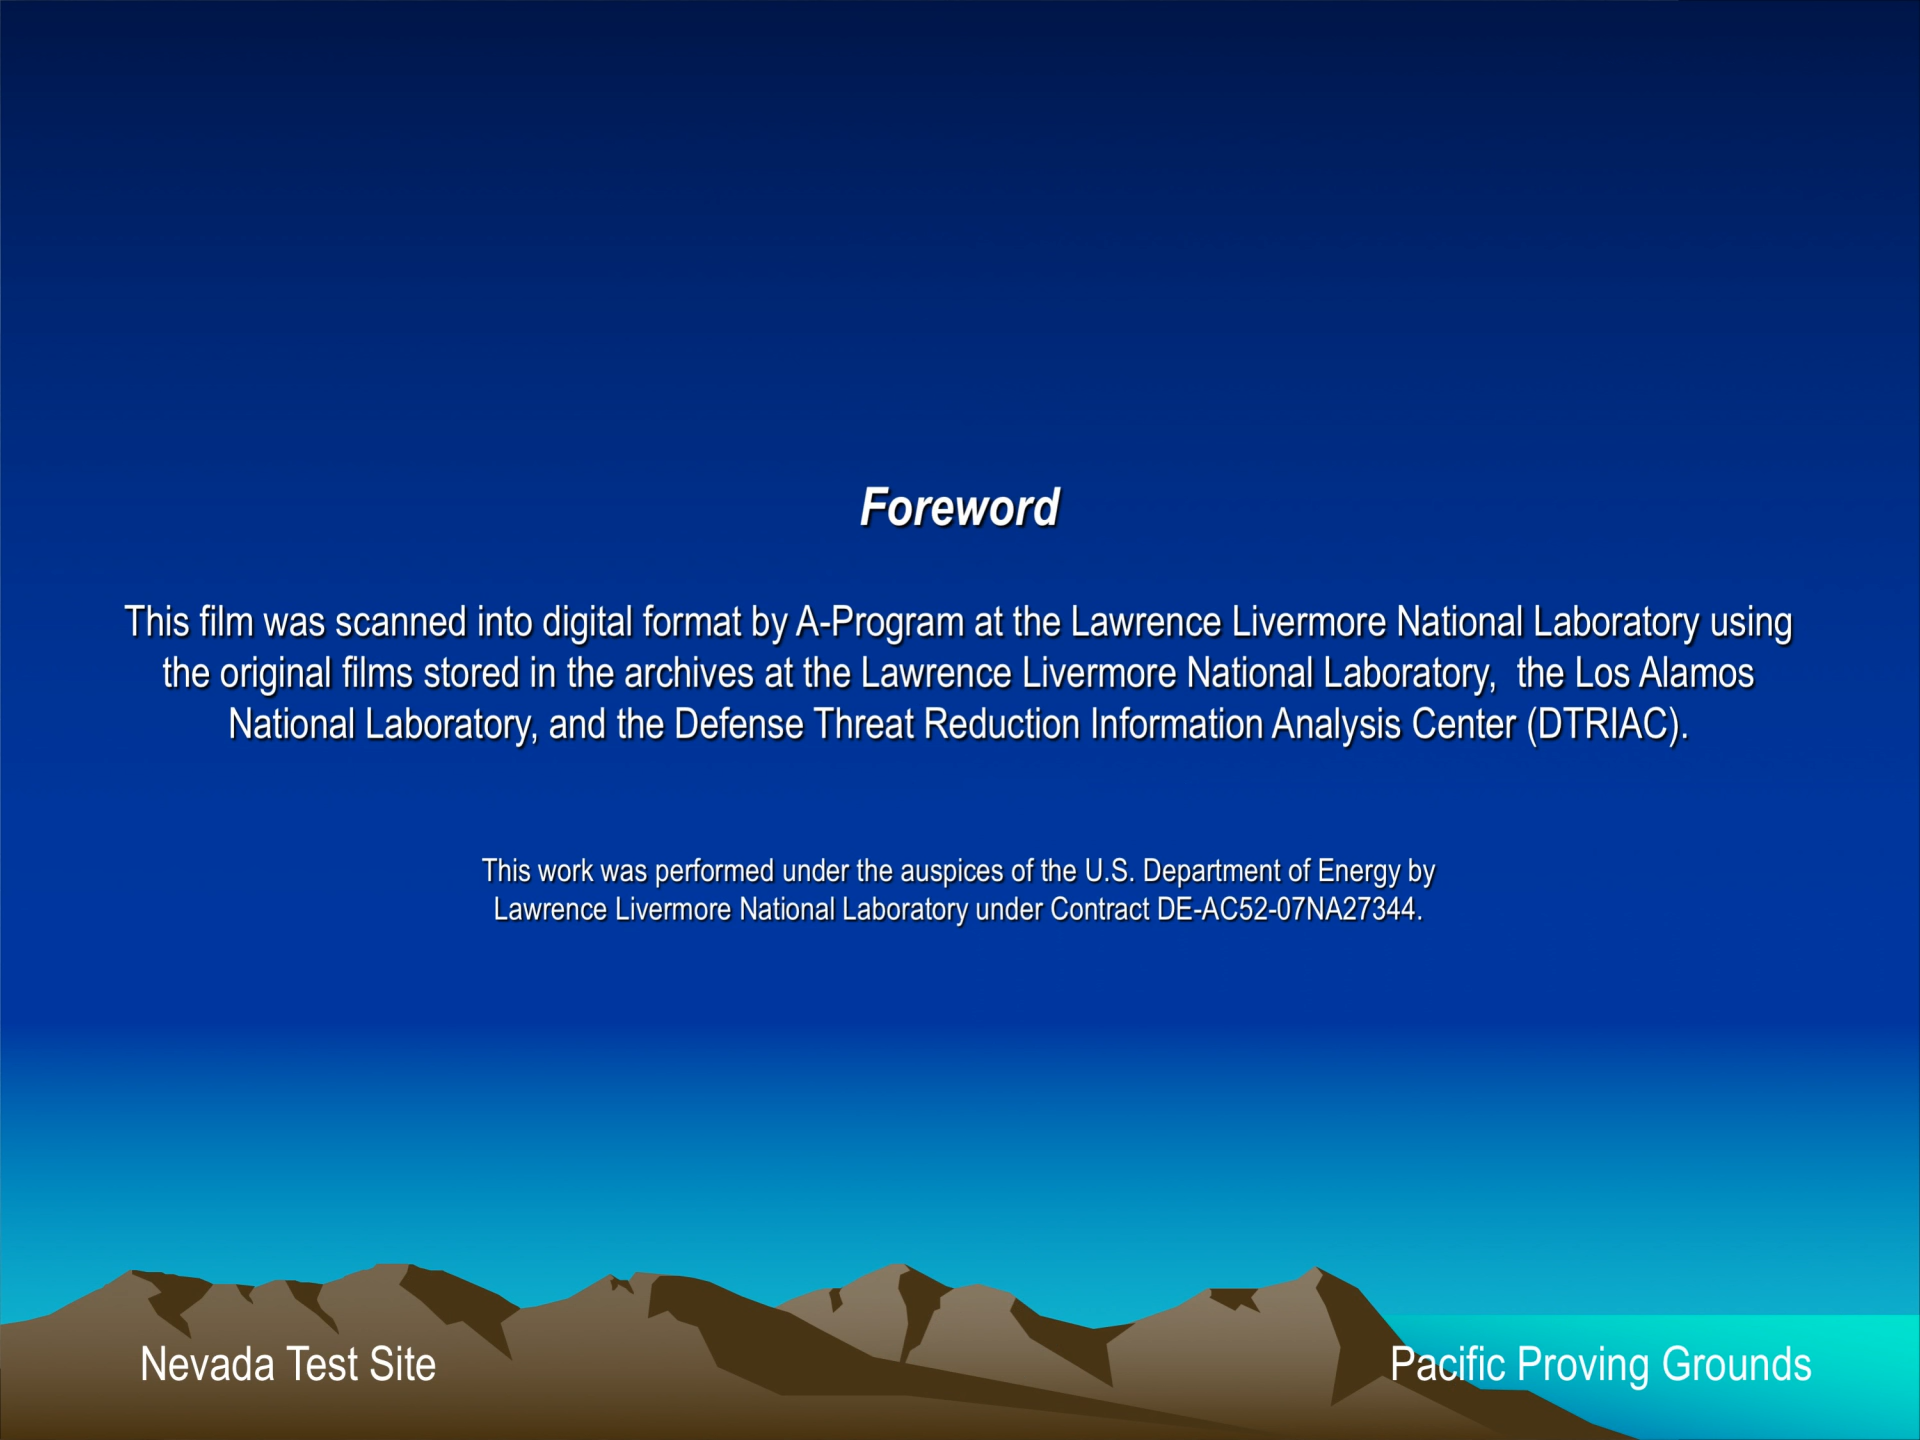 Foreword
This film was scanned into digital format by A-Program at the Lawrence Livermore National Laboratory using
the original films stored in the archives at the Lawrence Livermore National Laboratory,  the Los Alamos
National Laboratory, and the Defense Threat Reduction Information Analysis Center (DTRIAC).
This work was performed under the auspices of the U.S. Department of Energy by
Lawrence Livermore National Laboratory under Contract DE-AC52-07NA27344.
Nevada Test Site
Pacific Proving Grounds